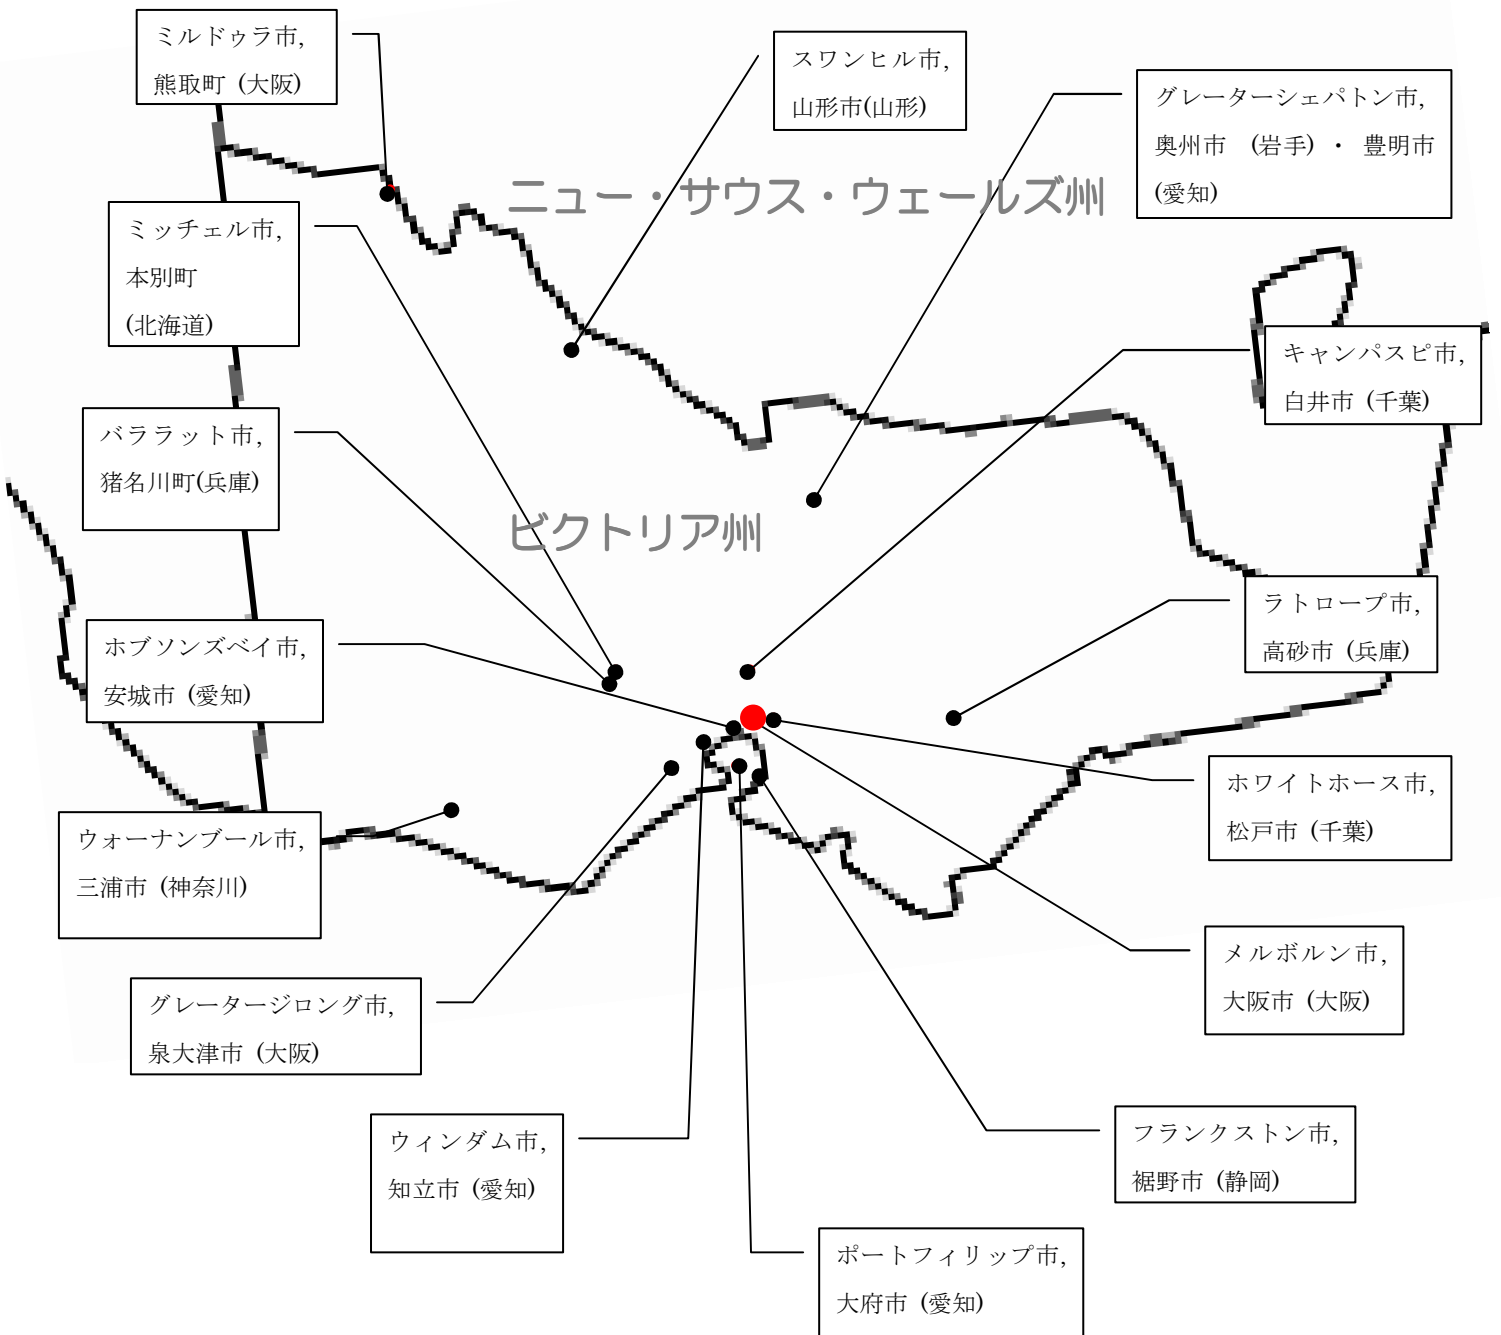 ミルドゥラ市,
熊取町 (大阪)
スワンヒル市,
山形市(山形)
グレーターシェパトン市,
奥州市 (岩手) ・ 豊明市
(愛知)
ニュー・サウス・ウェールズ州
ミッチェル市,
本別町
(北海道)
キャンパスピ市,
白井市 (千葉)
バララット市,
猪名川町(兵庫)
ビクトリア州
ラトローブ市,
高砂市 (兵庫)
ホブソンズベイ市,
安城市 (愛知)
ホワイトホース市,
松戸市 (千葉)
ウォーナンブール市,
三浦市 (神奈川)
メルボルン市,
大阪市 (大阪)
グレータージロング市,
泉大津市 (大阪)
フランクストン市,
裾野市 (静岡)
ウィンダム市,
知立市 (愛知)
ポートフィリップ市,
大府市 (愛知)